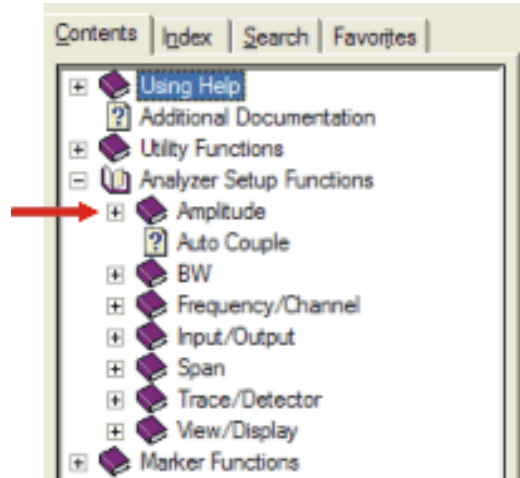 Contents Index Search Favorites
Using Help
Additional Documentation
Utility Functions
Analyzer Setup Functions
Amplitude
Auto Couple
BW
Frequency/Channel
Input/Output
Span
Trace/Detector
View/Display
Marker Functions